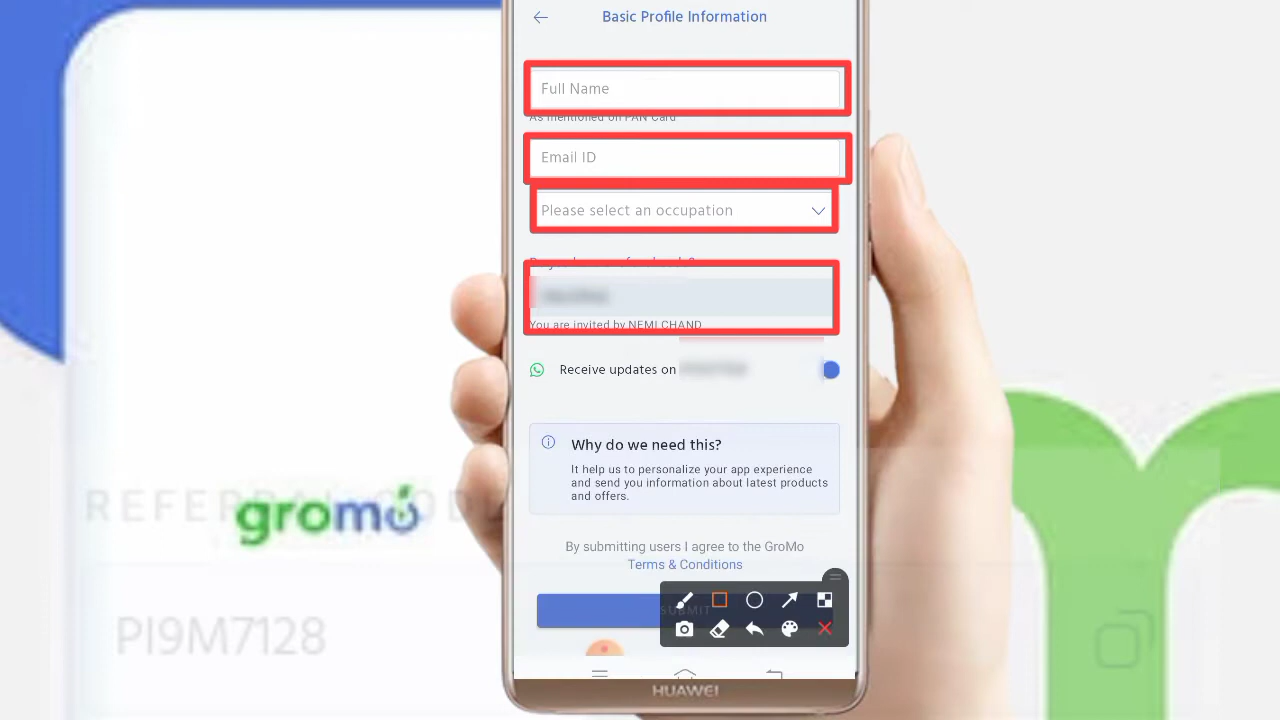 Basic Profile Information
Full Name
As mentioned on PAN Card
Email ID
Please select an occupation
You are invited by NEMI CHAND
Receive updates on
Why do we need this?
It help us to personalize your app experience
and send you information about latest products
and offers.
By submitting users I agree to the GroMo
Terms & Conditions
SUBMIT
HUAWEI
REFERRAL CODE
gromo
PI9M7128